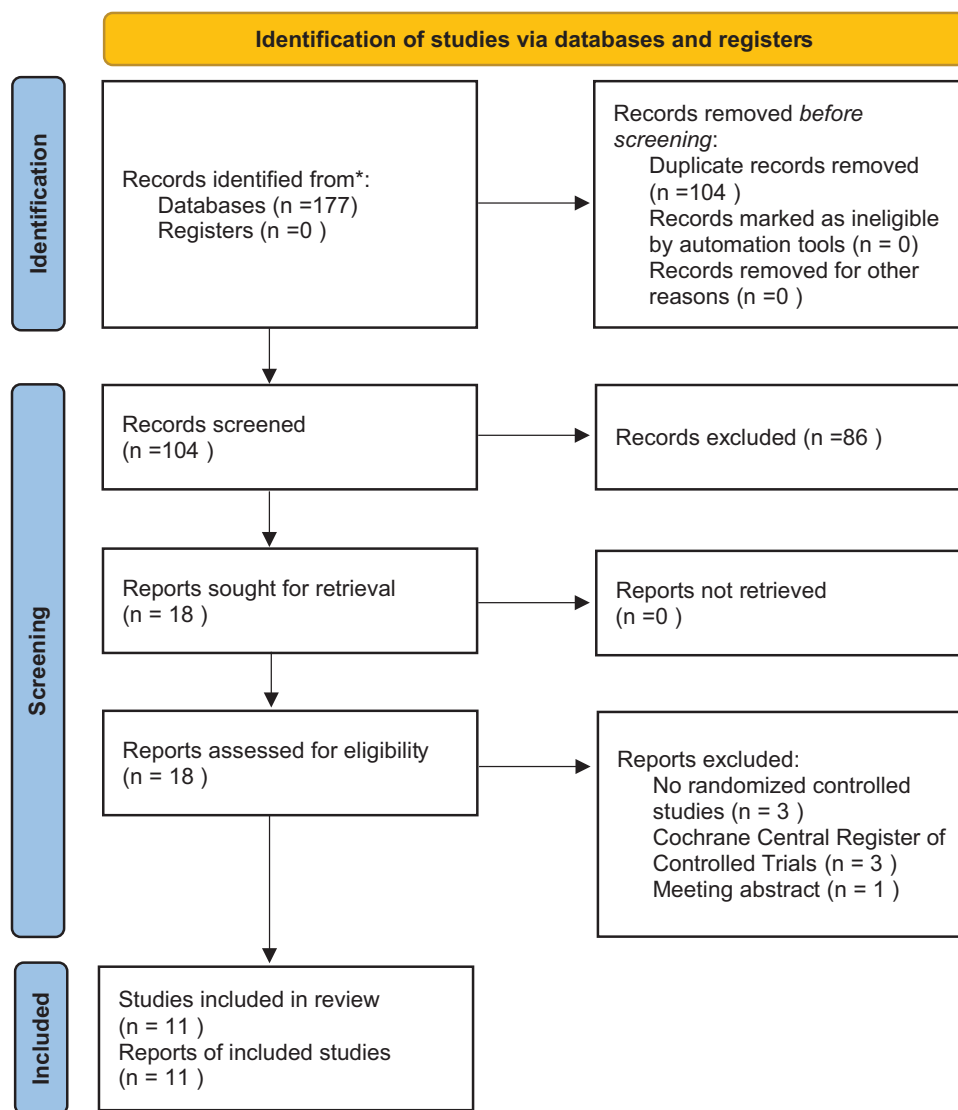 Identification of studies via databases and registers
Identification
Records identified from*:
Databases (n =177)
Registers (n =0 )
Records removed before
screening:
Duplicate records removed
(n =104 )
Records marked as ineligible
by automation tools (n = 0)
Records removed for other
reasons (n =0 )
Screening
Records screened
(n =104 )
Records excluded (n =86 )
Reports sought for retrieval
(n = 18 )
Reports not retrieved
(n =0 )
Reports assessed for eligibility
(n = 18 )
Reports excluded:
No randomized controlled
studies (n = 3 )
Cochrane Central Register of
Controlled Trials (n = 3 )
Meeting abstract (n = 1 )
Included
Studies included in review
(n = 11 )
Reports of included studies
(n = 11 )